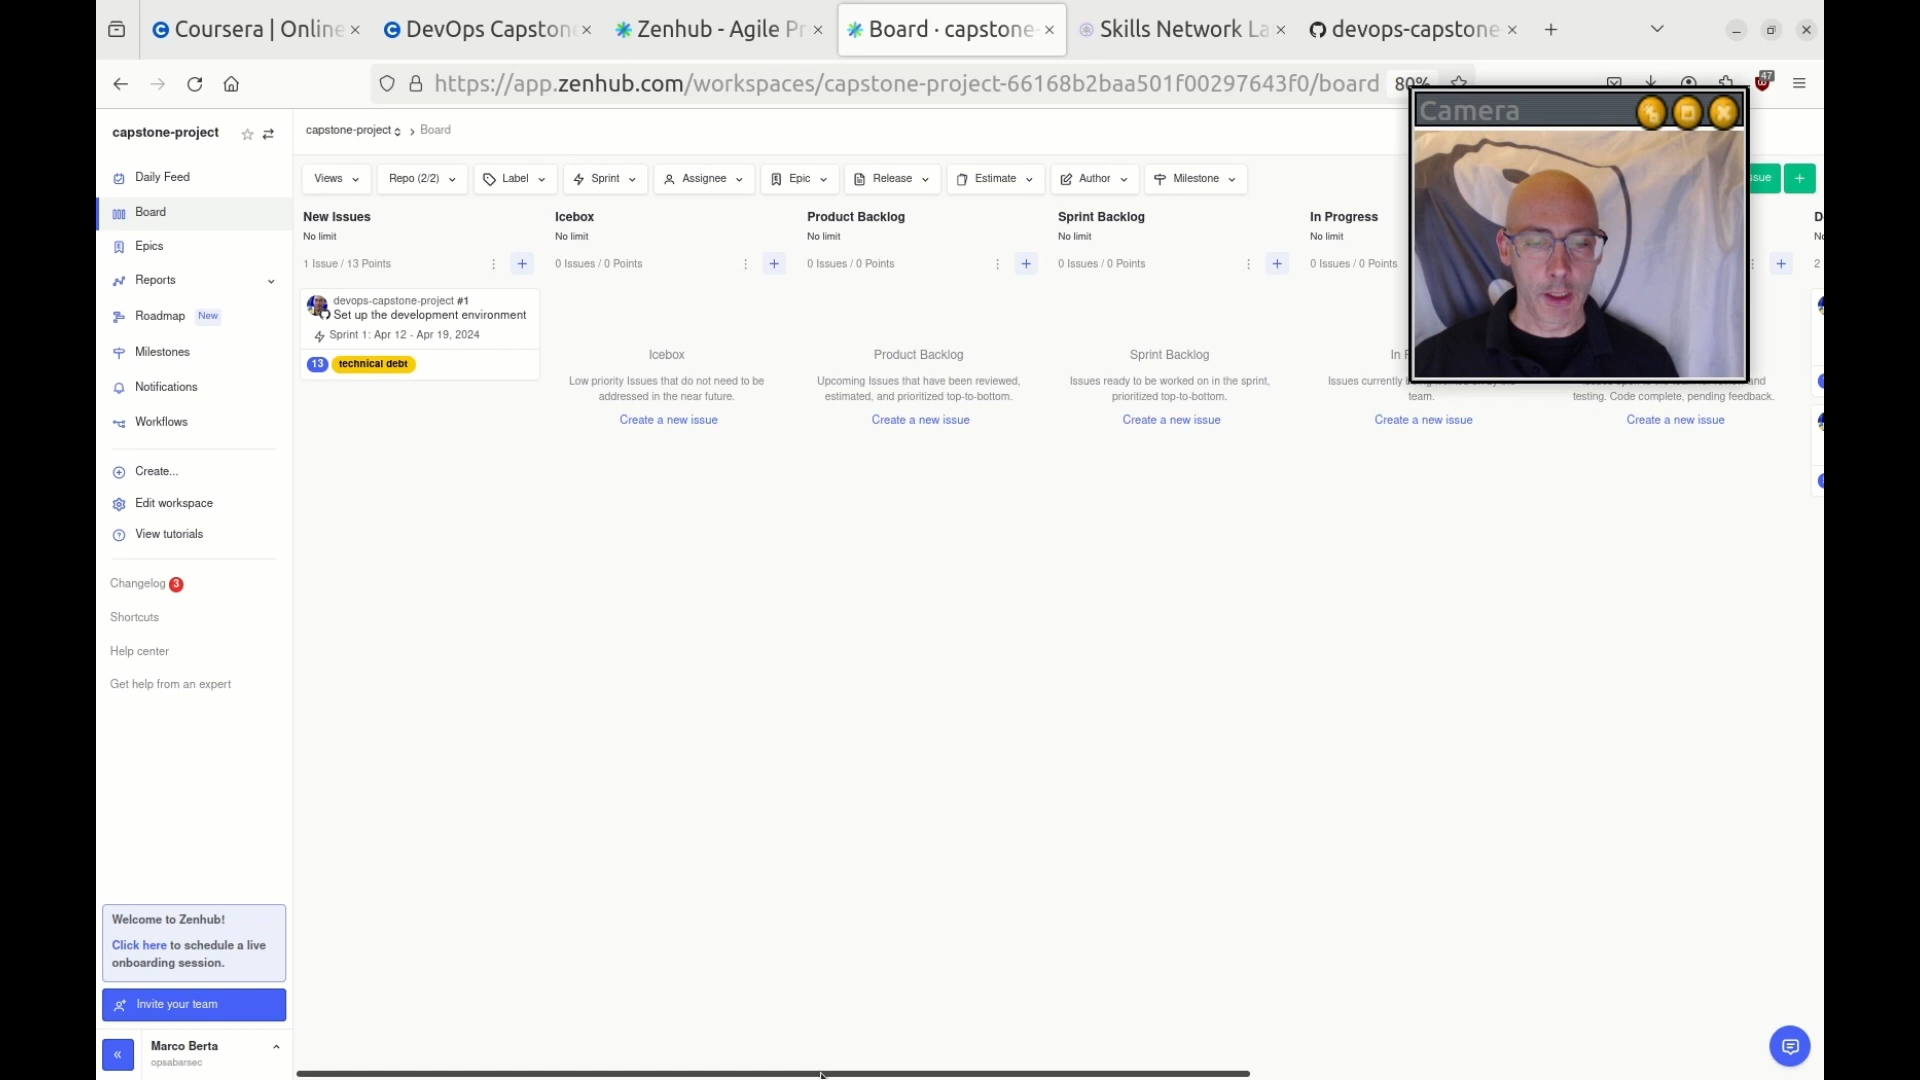 Coursera | Online
DevOps Capston
Zenhub - Agile Pr
Board · capstone-
Skills Network La
devops-capstone
https://app.zenhub.com/workspaces/capstone-project-66168b2baa501f00297643f0/board
80%
47
Camera
capstone-project
capstone-project > Board
Daily Feed
Board
Epics
Reports
Roadmap New
Milestones
Notifications
Workflows
Create...
Edit workspace
View tutorials
Changelog 3
Shortcuts
Help center
Get help from an expert
Welcome to Zenhub!
Click here to schedule a live
onboarding session.
Invite your team
Marco Berta
opsabarsec
Views
Repo (2/2)
Label
Sprint
Assignee
Epic
Release
Estimate
Author
Milestone
New Issues
No limit
1 Issue / 13 Points
devops-capstone-project #1
Set up the development environment
Sprint 1: Apr 12 - Apr 19, 2024
13 technical debt
Icebox
No limit
0 Issues / 0 Points
Icebox
Low priority Issues that do not need to be
addressed in the near future.
Create a new issue
Product Backlog
No limit
0 Issues / 0 Points
Product Backlog
Upcoming Issues that have been reviewed,
estimated, and prioritized top-to-bottom.
Create a new issue
Sprint Backlog
No limit
0 Issues / 0 Points
Sprint Backlog
Issues ready to be worked on in the sprint,
prioritized top-to-bottom.
Create a new issue
In Progress
No limit
0 Issues / 0 Points
In
Issues currently
team.
Create a new issue
testing. Code complete, pending feedback.
Create a new issue
2